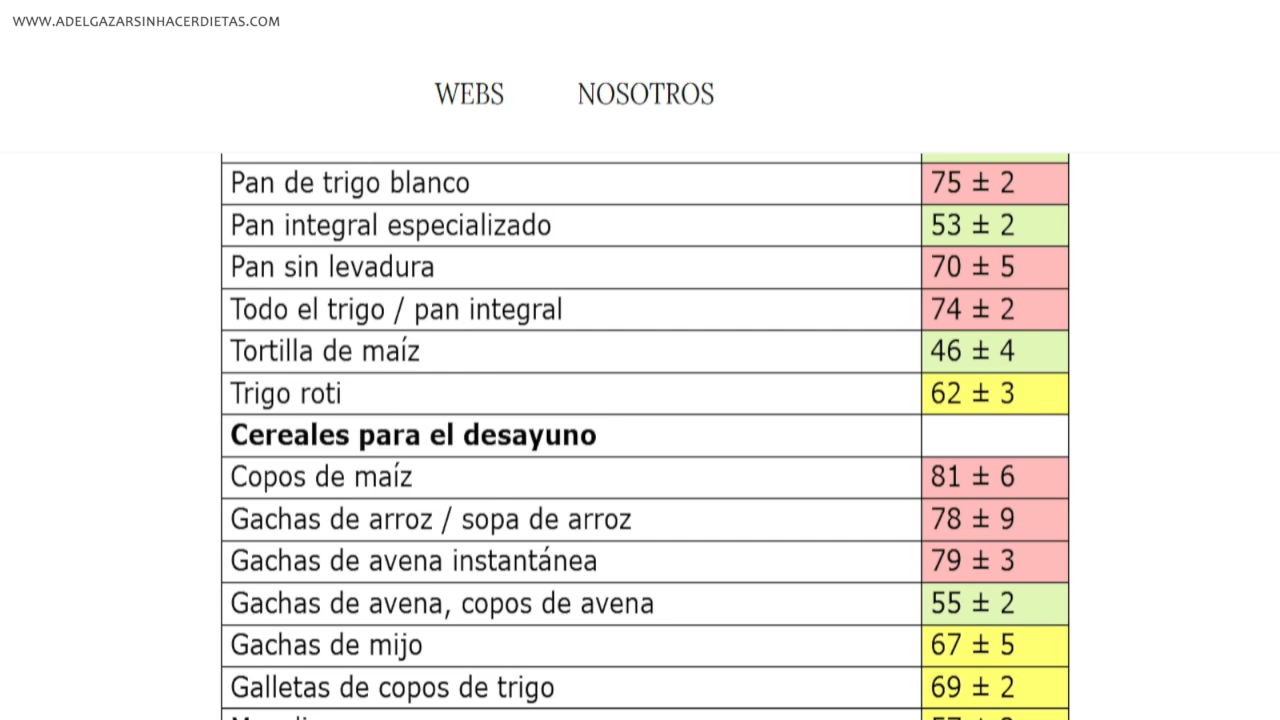 WWW.ADELGAZARSINHACERDIETAS.COM
WEBS NOSOTROS
Pan de trigo blanco 75 ± 2
Pan integral especializado 53 ± 2
Pan sin levadura 70 ± 5
Todo el trigo / pan integral 74 ± 2
Tortilla de maíz 46 ± 4
Trigo roti 62 ± 3
Cereales para el desayuno
Copos de maíz 81 ± 6
Gachas de arroz / sopa de arroz 78 ± 9
Gachas de avena instantánea 79 ± 3
Gachas de avena, copos de avena 55 ± 2
Gachas de mijo 67 ± 5
Galletas de copos de trigo 69 ± 2